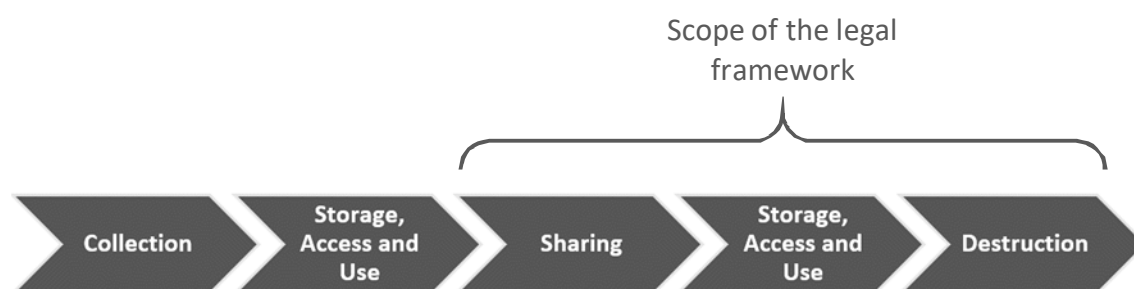 Scope of the legal
framework
Collection
Storage,
Access and
Use
Sharing
Storage,
Access and
Use
Destruction